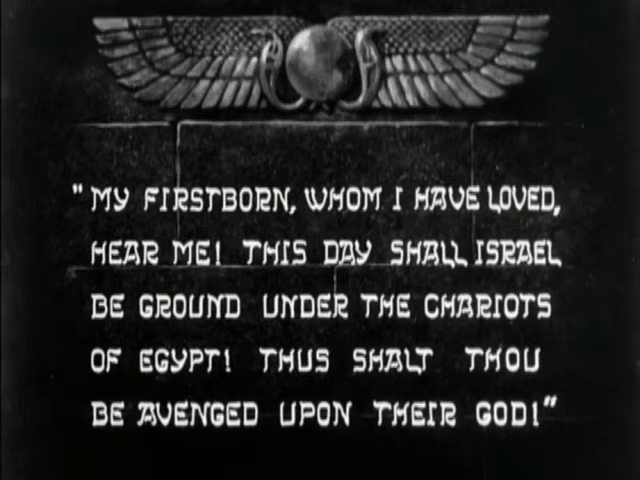 "MY FIRSTBORN, WHOM I HAVE LOVED,
HEAR ME! THIS DAY SHALL ISRAEL
BE GROUND UNDER THE CHARIOTS
OF EGYPT! THUS SHALT THOU
BE AVENGED UPON THEIR GOD!"